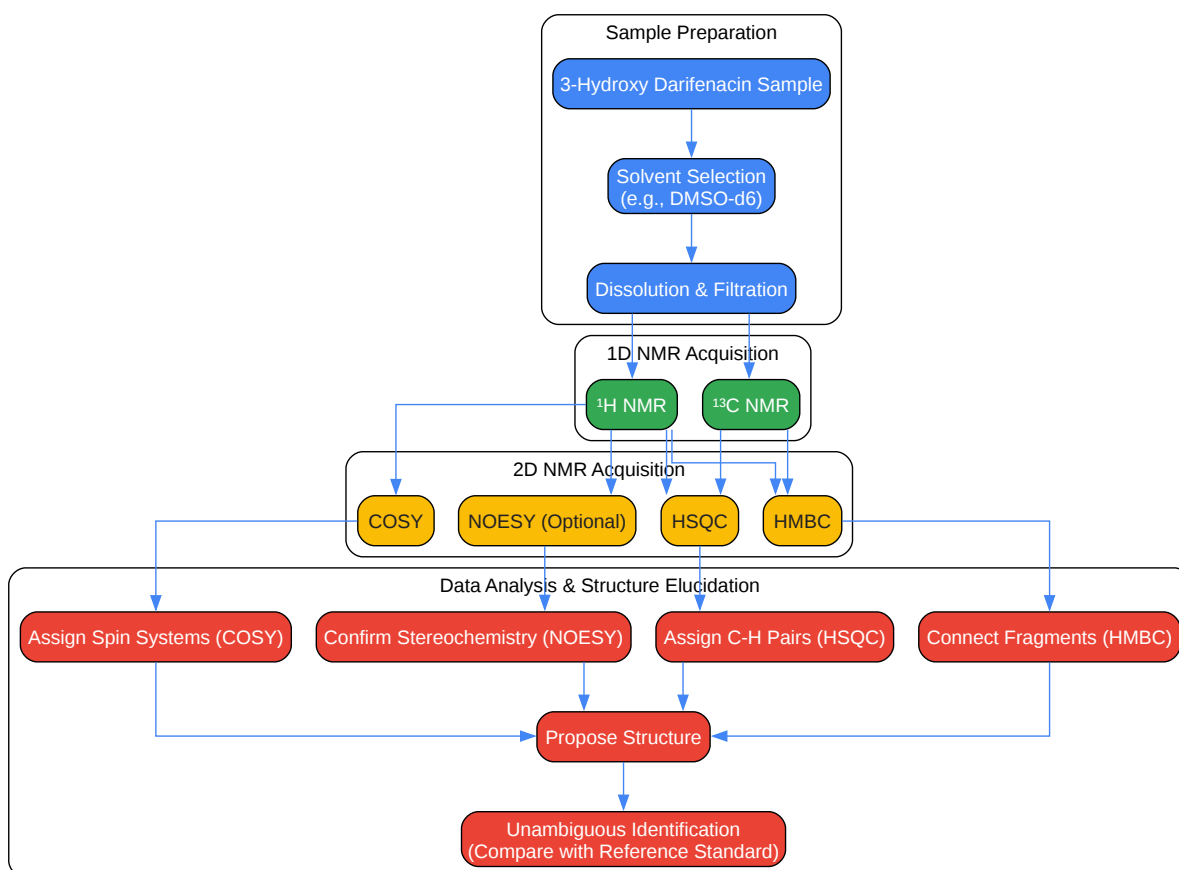 Sample Preparation
3-Hydroxy Darifenacin Sample
Solvent Selection
(e.g., DMSO-d6)
Dissolution & Filtration
1D NMR Acquisition
¹H NMR
¹³C NMR
2D NMR Acquisition
COSY
NOESY (Optional)
HSQC
HMBC
Data Analysis & Structure Elucidation
Assign Spin Systems (COSY)
Confirm Stereochemistry (NOESY)
Assign C-H Pairs (HSQC)
Connect Fragments (HMBC)
Propose Structure
Unambiguous Identification
(Compare with Reference Standard)